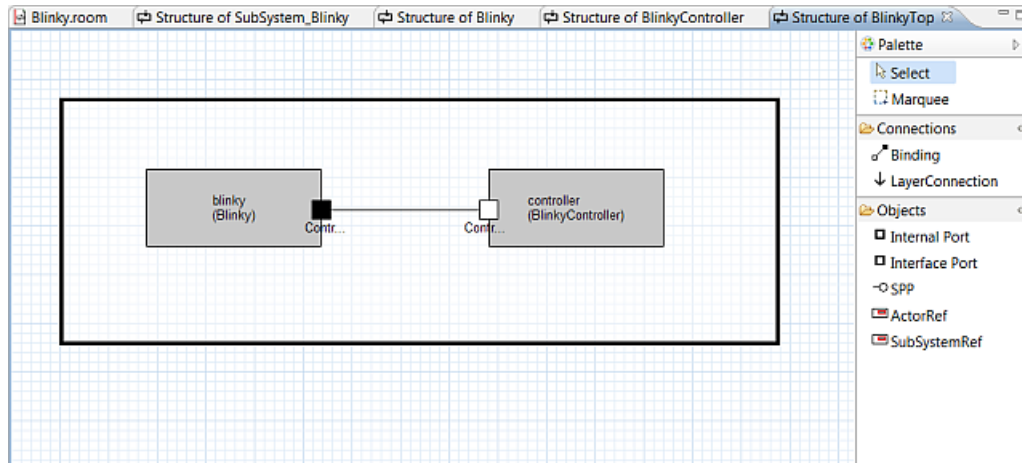 Blinky.room
Structure of SubSystem_Blinky
Structure of Blinky
Structure of BlinkyController
Structure of BlinkyTop
Palette
Select
Marquee
Connections
Binding
LayerConnection
Objects
Internal Port
Interface Port
SPP
ActorRef
SubSystemRef
blinky
(Blinky)
Contr...
controller
(BlinkyController)
Contr...